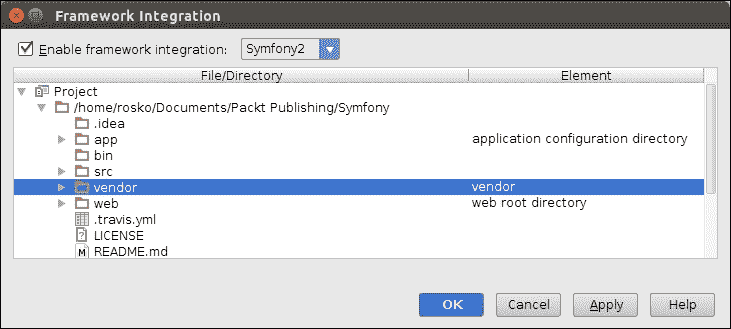 Framework Integration
Enable framework integration: Symfony2
File/Directory Element
Project
/home/rosko/Documents/Packt Publishing/Symfony
.idea
app application configuration directory
bin
src
vendor vendor
web web root directory
.travis.yml
LICENSE
README.md
OK Cancel Apply Help